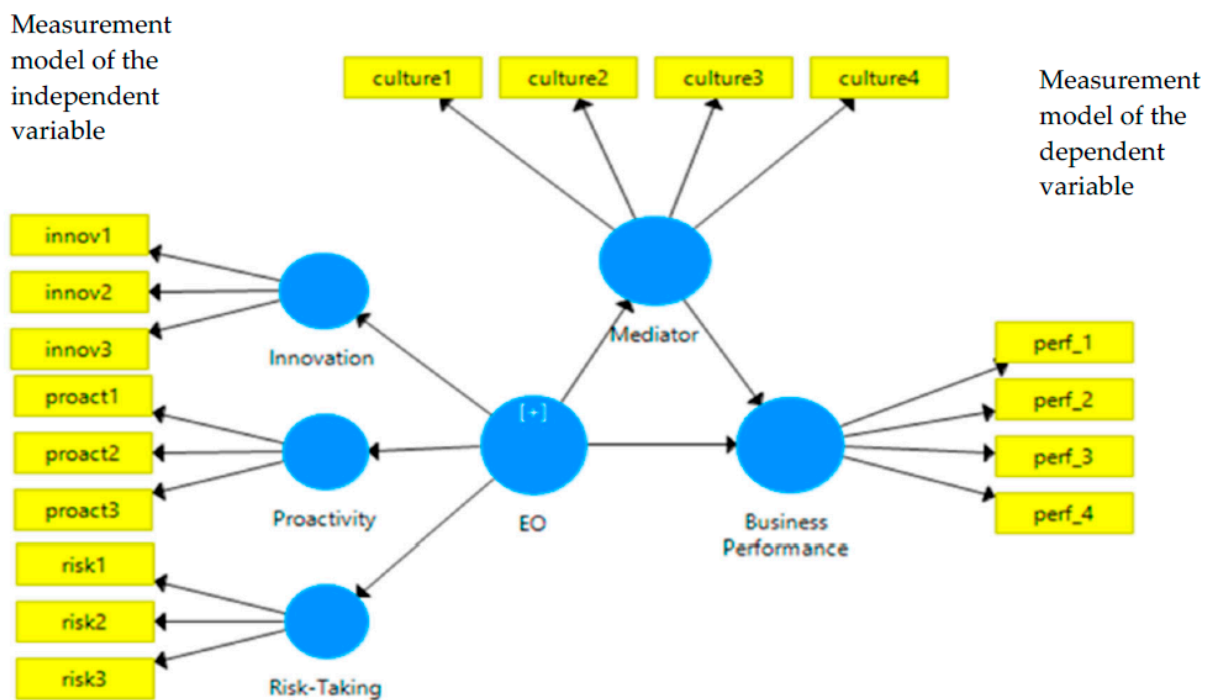 Measurement
model of the
independent
variable
culture1
culture2
culture3
culture4
Measurement
model of the
dependent
variable
innov1
innov2
innov3
Innovation
Mediator
proact1
proact2
proact3
Proactivity
[+]
EO
Business
Performance
perf_1
perf_2
perf_3
perf_4
risk1
risk2
risk3
Risk-Taking